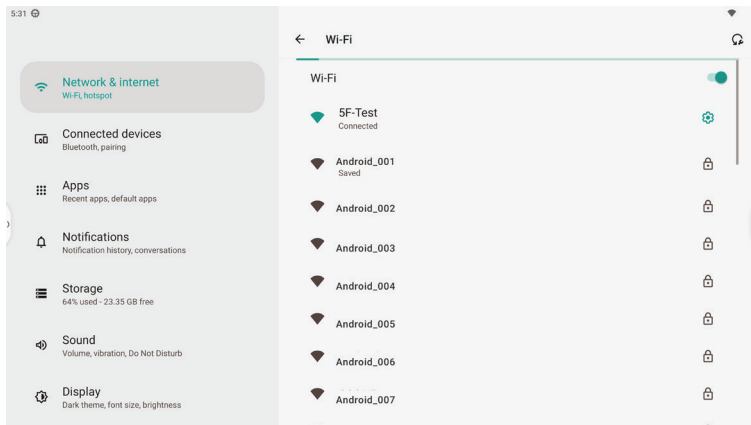 5:31
Wi-Fi
Network & internet
Wi-Fi, hotspot
Connected devices
Bluetooth, pairing
Apps
Recent apps, default apps
Notifications
Notification history, conversations
Storage
64% used - 23.35 GB free
Sound
Volume, vibration, Do Not Disturb
Display
Dark theme, font size, brightness
Wi-Fi
5F-Test
Connected
Android_001
Saved
Android_002
Android_003
Android_004
Android_005
Android_006
Android_007